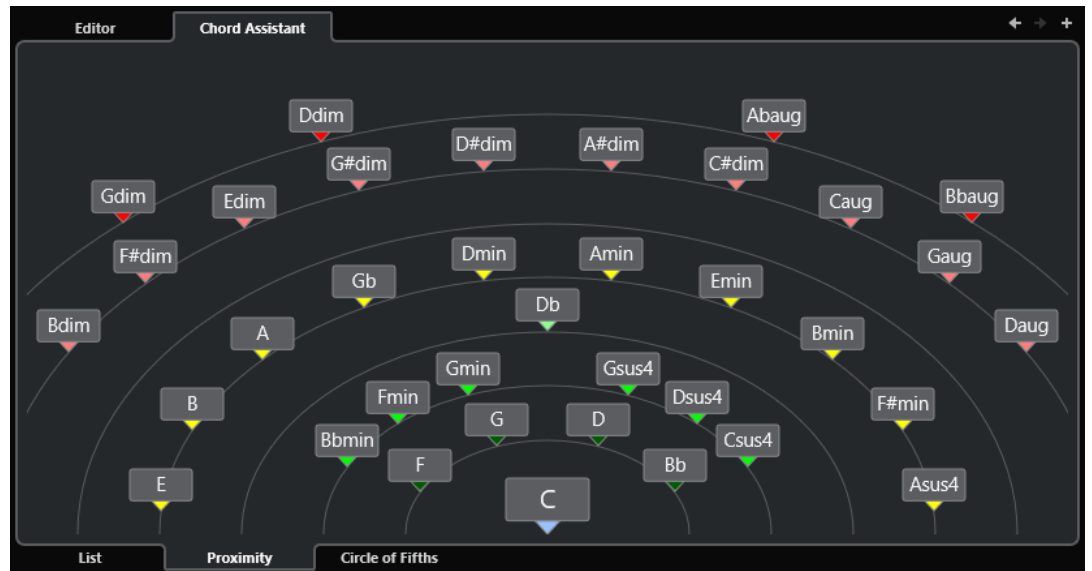 Editor
Chord Assistant
Ddim
Abaug
D#dim
A#dim
G#dim
C#dim
Gdim
Edim
Caug
Bbaug
F#dim
Dmin
Amin
Gaug
Gb
Emin
Db
Bdim
A
Bmin
Daug
Gmin
Gsus4
Fmin
Dsus4
B
F#min
G
D
Bbmin
Csus4
F
Bb
E
Asus4
C
List
Proximity
Circle of Fifths